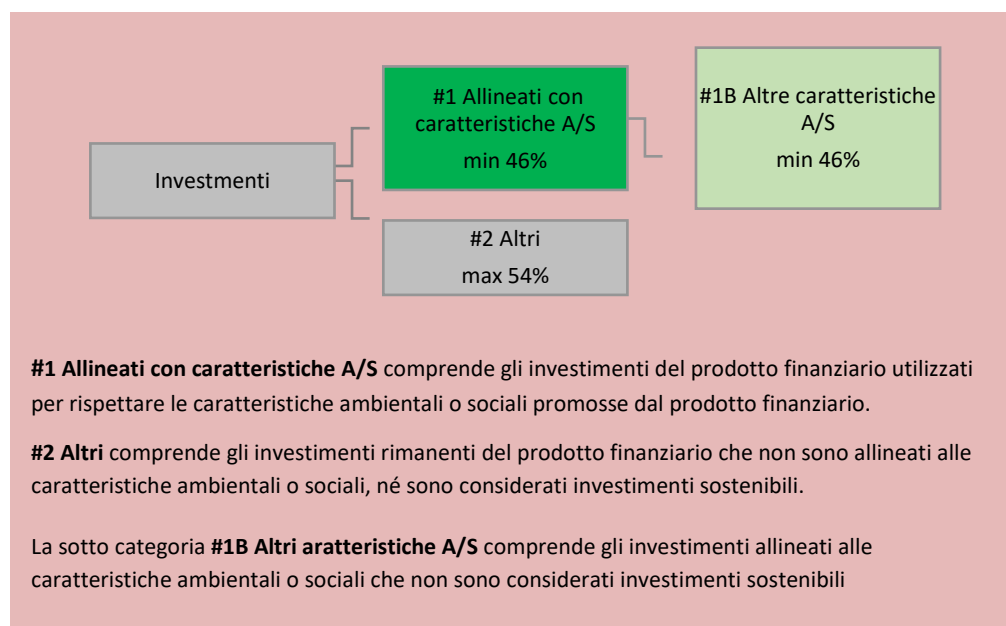 #1 Allineati con
caratteristiche A/S
min 46%
#1B Altre caratteristiche
A/S
min 46%
Investmenti
#2 Altri
max 54%
#1 Allineati con caratteristiche A/S comprende gli investimenti del prodotto finanziario utilizzati
per rispettare le caratteristiche ambientali o sociali promosse dal prodotto finanziario.
#2 Altri comprende gli investimenti rimanenti del prodotto finanziario che non sono allineati alle
caratteristiche ambientali o sociali, né sono considerati investimenti sostenibili.
La sotto categoria #1B Altri aratteristiche A/S comprende gli investimenti allineati alle
caratteristiche ambientali o sociali che non sono considerati investimenti sostenibili